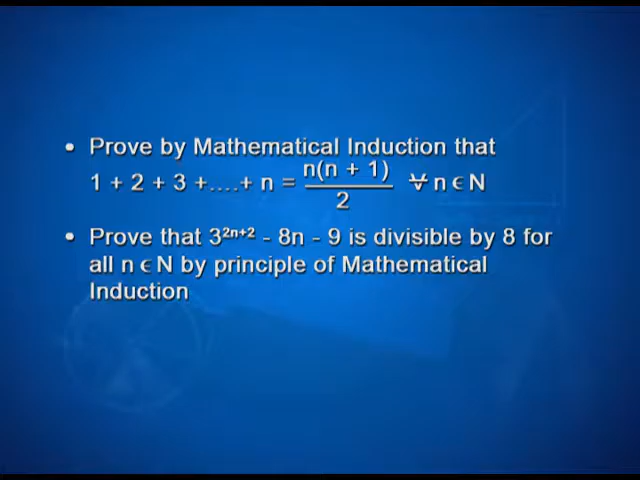 • Prove by Mathematical Induction that
1 + 2 + 3 +....+ n = n(n + 1)/2 ∀ n ϵ N
• Prove that 3²ⁿ⁺² - 8n - 9 is divisible by 8 for
all n ϵ N by principle of Mathematical
Induction